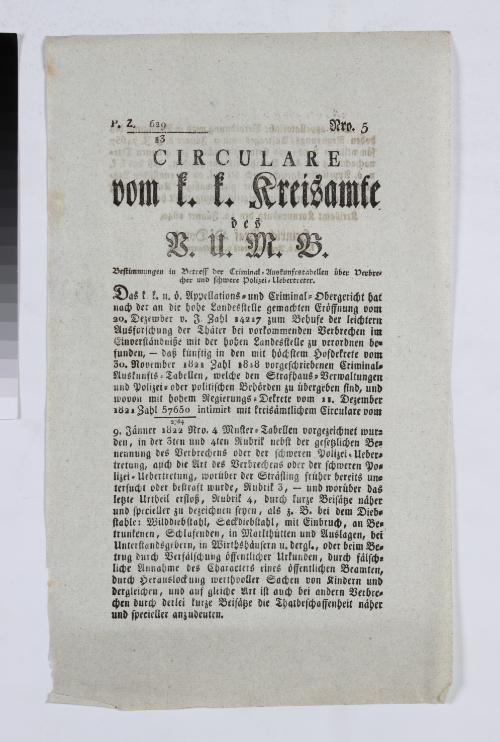 P. Z. 629 Nro. 5
13
CIRCULARE
vom k. k. Kreisamte
des
V. U. M. B.
Bestimmungen in Betreff der Criminal-Auskunftstabellen über Verbre-
cher und schwere Polizei-Uebertreter.
Das k. k. n. ö. Appellations- und Criminal-Obergericht hat
nach der an die hohe Landesstelle gemachten Eröffnung vom
20. Dezember v. J. Zahl 14217 zum Behufe der leichtern
Ausforschung der Thäter bei vorkommenden Verbrechen im
Einverständniße mit der hohen Landesstelle zu verordnen be-
funden, — daß künftig in den mit höchstem Hofdekrete vom
30. November 1821 Zahl 1818 vorgeschriebenen Criminal-
Auskunfts-Tabellen, welche den Strafhaus-Verwaltungen
und Polizei- oder politischen Behörden zu übergeben sind, und
wovon mit hohem Regierungs-Dekrete vom 11. Dezember
1821 Zahl 57650 intimirt mit kreisämtlichem Circulare vom
2764
9. Jänner 1822 Nro. 4 Muster-Tabellen vorgezeichnet wur-
den, in der 3ten und 4ten Rubrik nebst der gesetzlichen Be-
nennung des Verbrechens oder der schweren Polizei-Ueber-
tretung, auch die Art des Verbrechens oder der schweren Po-
lizei-Uebertretung, worüber der Sträfling früher bereits un-
tersucht oder bestraft wurde, Rubrik 3, — und worüber das
letzte Urtheil erfloß, Rubrik 4, durch kurze Beisätze näher
und specieller zu bezeichnen seyen, als z. B. bei dem Dieb-
stahle: Wilddiebstahl, Sackdiebstahl, mit Einbruch, an Be-
trunkenen, Schlafenden, in Markthütten und Auslagen, bei
Unterstandsgebern, in Wirthshäusern u. dergl., oder beim Be-
trug durch Verfälschung öffentlicher Urkunden, durch fälsch-
liche Annahme des Characters eines öffentlichen Beamten,
durch Herauslockung werthvoller Sachen von Kindern und
dergleichen, und auf gleiche Art ist auch bei andern Verbre-
chen durch derlei kurze Beisätze die Thatbeschaffenheit näher
und specieller anzudeuten.